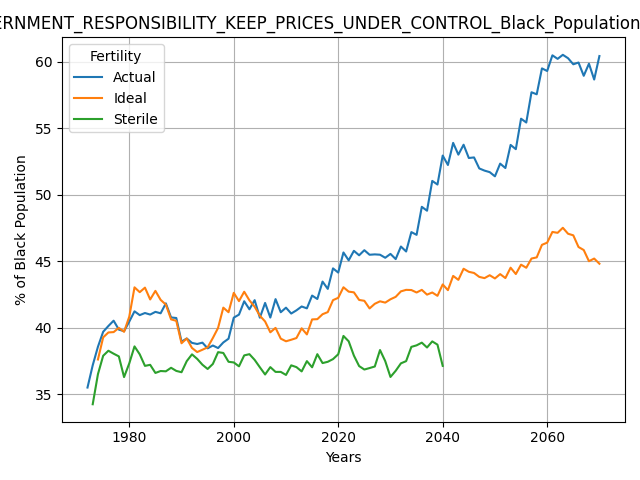 ERNMENT_RESPONSIBILITY_KEEP_PRICES_UNDER_CONTROL_Black_Population
Fertility
Actual
Ideal
Sterile
% of Black Population
60
55
50
45
40
35
1980
2000
2020
2040
2060
Years